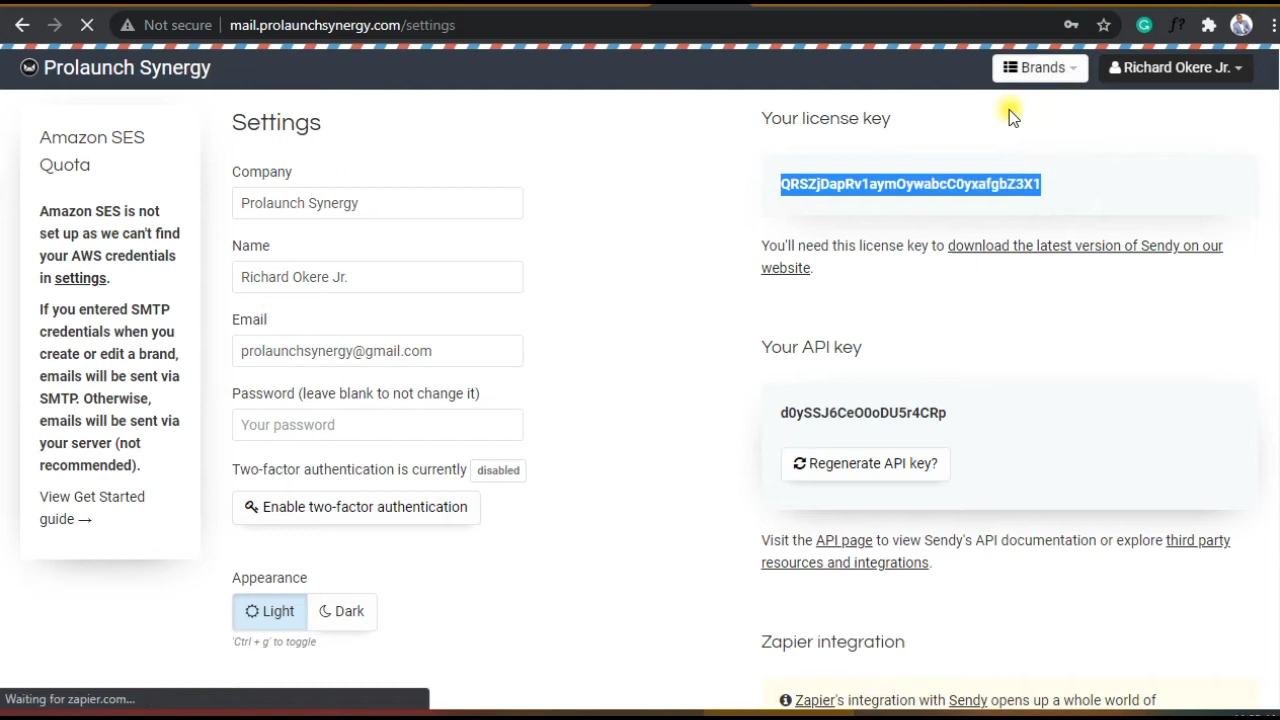 Not secure mail.prolaunchsynergy.com/settings
Prolaunch Synergy
Brands
Richard Okere Jr.
Amazon SES
Quota
Amazon SES is not
set up as we can't find
your AWS credentials
in settings.
If you entered SMTP
credentials when you
create or edit a brand,
emails will be sent via
SMTP. Otherwise,
emails will be sent via
your server (not
recommended).
View Get Started
guide →
Settings
Company
Prolaunch Synergy
Name
Richard Okere Jr.
Email
prolaunchsynergy@gmail.com
Password (leave blank to not change it)
Your password
Two-factor authentication is currently disabled
Enable two-factor authentication
Appearance
Light
Dark
'Ctrl + g' to toggle
Your license key
QRSZjDapRv1aymOywabcC0yxafgbZ3X1
You'll need this license key to download the latest version of Sendy on our
website.
Your API key
d0ySSJ6CeO0oDU5r4CRp
Regenerate API key?
Visit the API page to view Sendy's API documentation or explore third party
resources and integrations.
Zapier integration
Zapier's integration with Sendy opens up a whole world of
Waiting for zapier.com...